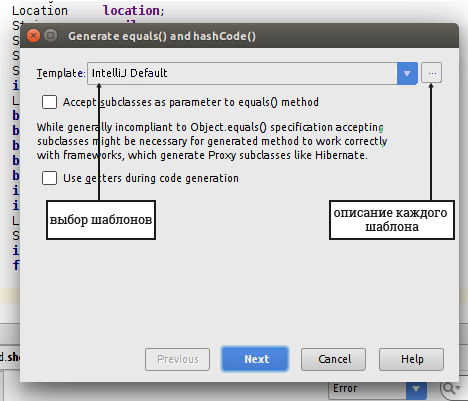 Location location;
Generate equals() and hashCode()
Template: IntelliJ Default ...
Accept subclasses as parameter to equals() method
While generally incompliant to Object.equals() specification accepting
subclasses might be necessary for generated method to work correctly
with frameworks, which generate Proxy subclasses like Hibernate.
Use getters during code generation
выбор шаблонов
описание каждого
шаблона
Previous Next Cancel Help
Error